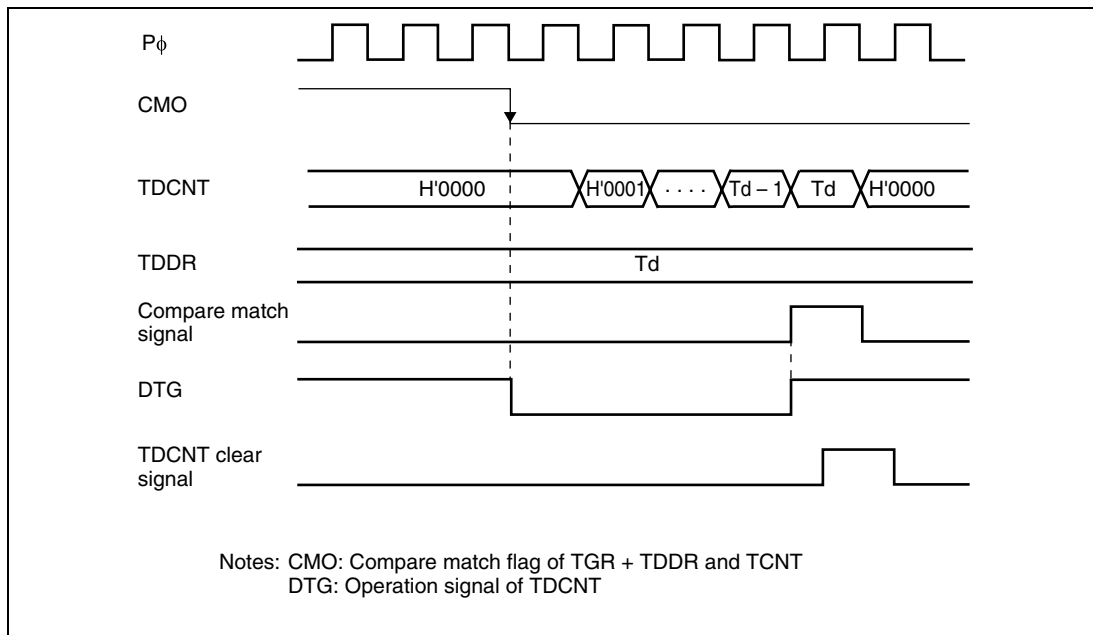 Pϕ
CMO
TDCNT
H'0000 H'0001 · · · · Td – 1 Td H'0000
TDDR
Td
Compare match
signal
DTG
TDCNT clear
signal
Notes: CMO: Compare match flag of TGR + TDDR and TCNT
DTG: Operation signal of TDCNT